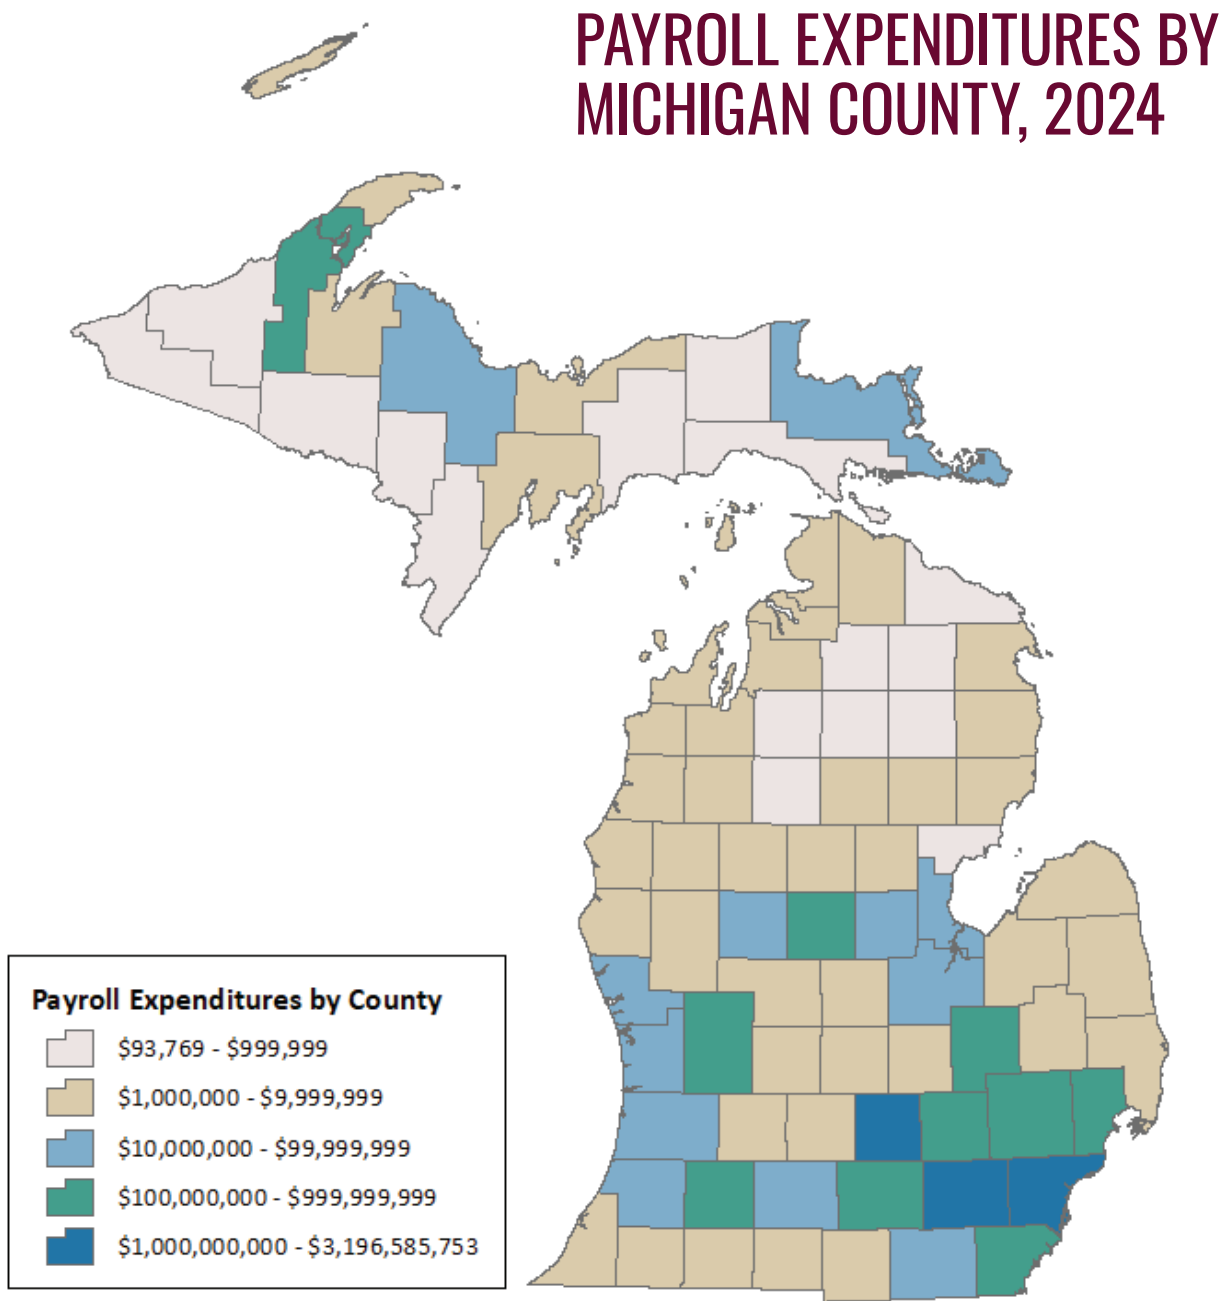 PAYROLL EXPENDITURES BY
MICHIGAN COUNTY, 2024
Payroll Expenditures by County
$93,769 - $999,999
$1,000,000 - $9,999,999
$10,000,000 - $99,999,999
$100,000,000 - $999,999,999
$1,000,000,000 - $3,196,585,753